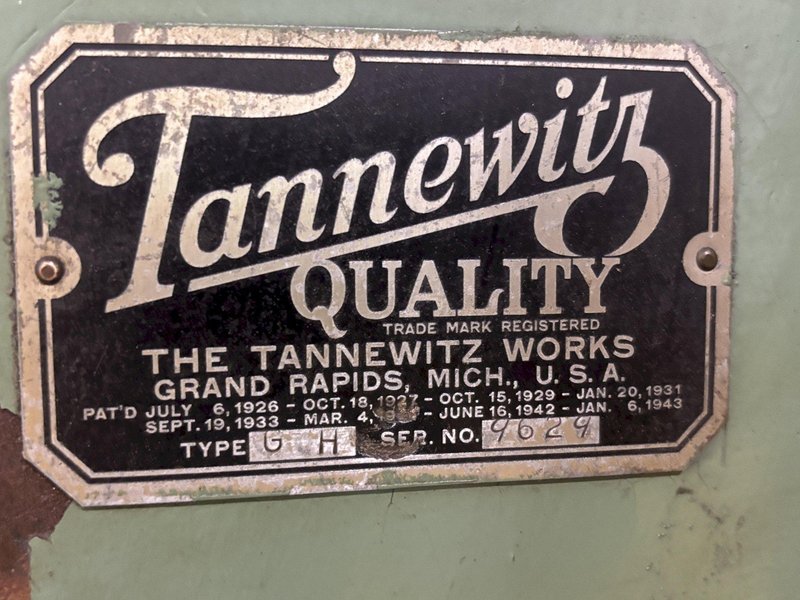 Tannewitz
QUALITY
TRADE MARK REGISTERED
THE TANNEWITZ WORKS
GRAND RAPIDS, MICH., U.S.A.
PAT'D JULY 6, 1926 - OCT. 18, 1927 - OCT. 15, 1929 - JAN. 20, 1931
SEPT. 19, 1933 - MAR. 4, - JUNE 16, 1942 - JAN. 6, 1943
TYPE G H SER. NO. 9629